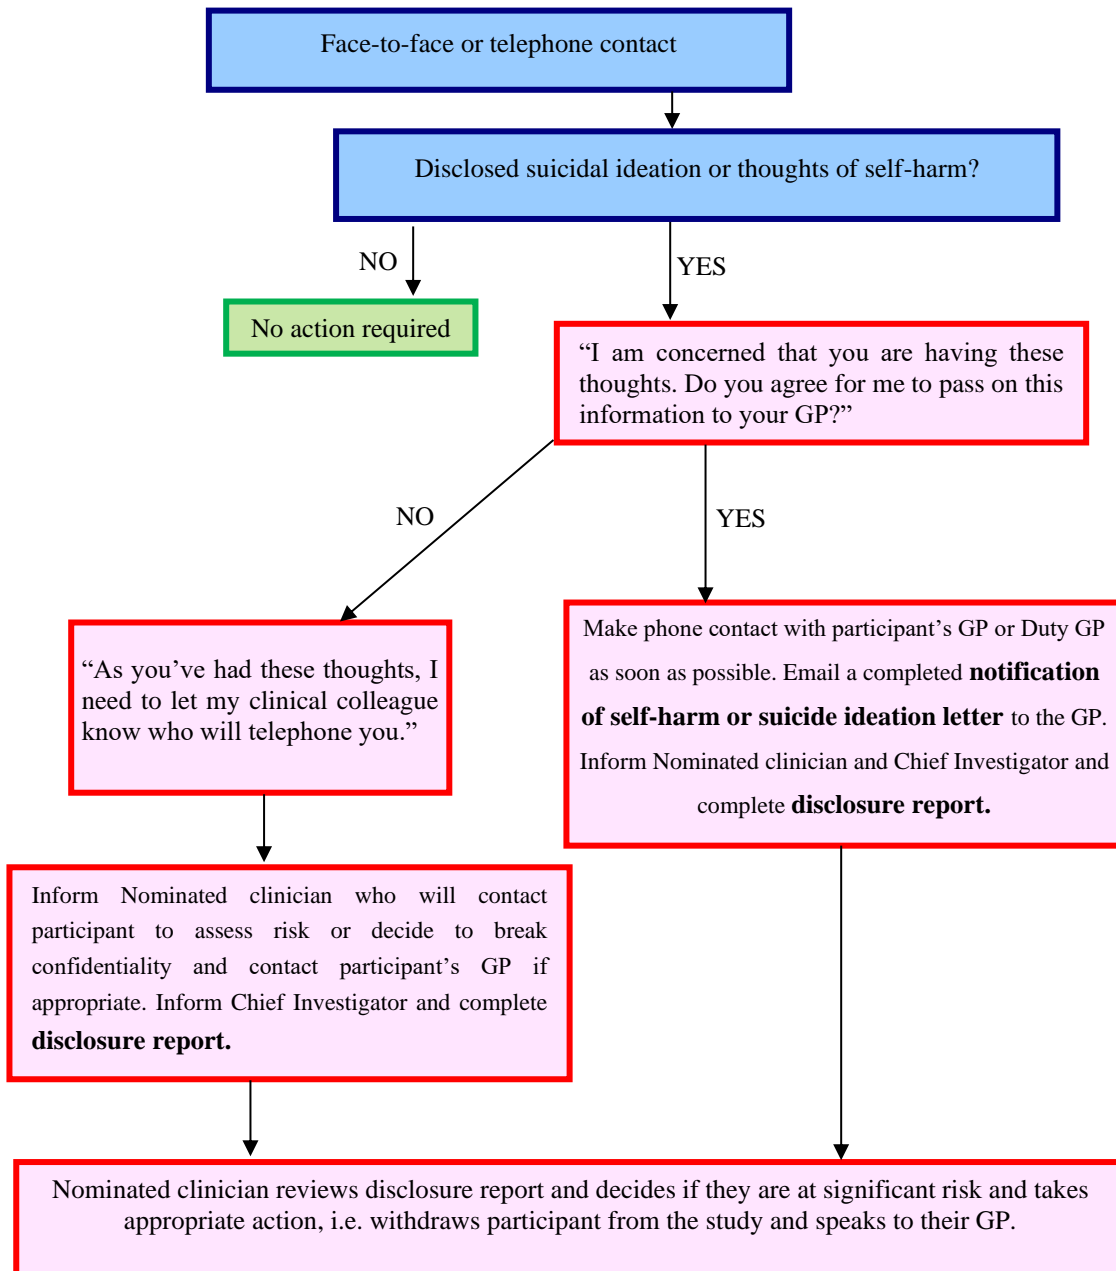 Face-to-face or telephone contact
Disclosed suicidal ideation or thoughts of self-harm?
NO
YES
No action required
“I am concerned that you are having these
thoughts. Do you agree for me to pass on this
information to your GP?”
NO
YES
“As you’ve had these thoughts, I
need to let my clinical colleague
know who will telephone you.”
Make phone contact with participant’s GP or Duty GP
as soon as possible. Email a completed notification
of self-harm or suicide ideation letter to the GP.
Inform Nominated clinician and Chief Investigator and
complete disclosure report.
Inform Nominated clinician who will contact
participant to assess risk or decide to break
confidentiality and contact participant’s GP if
appropriate. Inform Chief Investigator and complete
disclosure report.
Nominated clinician reviews disclosure report and decides if they are at significant risk and takes
appropriate action, i.e. withdraws participant from the study and speaks to their GP.